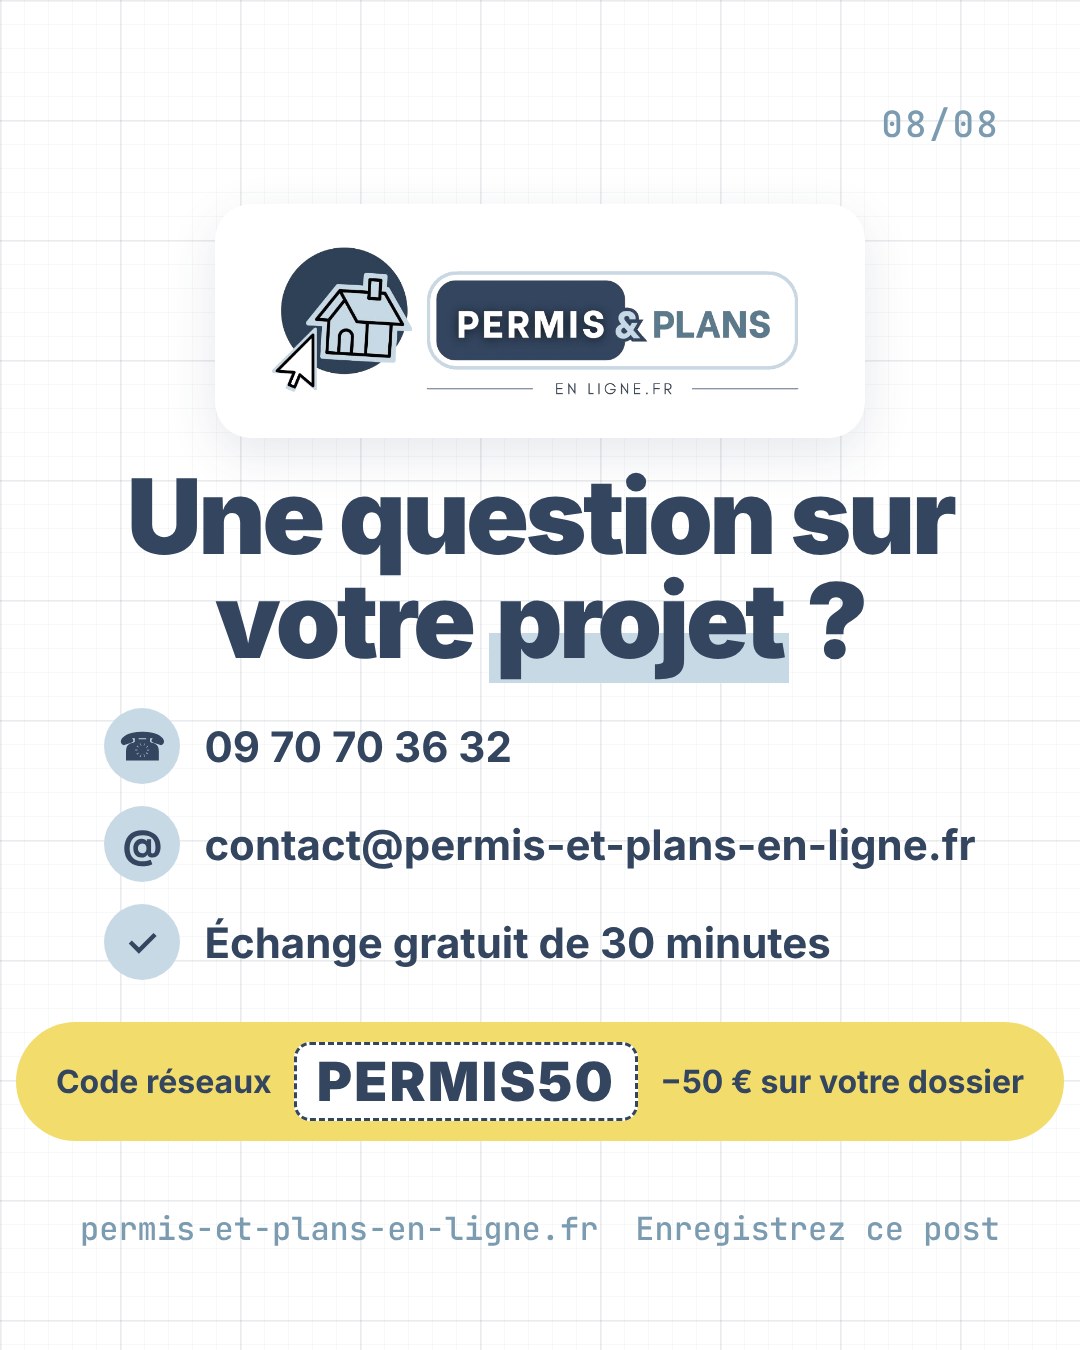 08/08
PERMIS & PLANS
EN LIGNE.FR
Une question sur
votre projet ?
☎ 09 70 70 36 32
@ contact@permis-et-plans-en-ligne.fr
✓ Échange gratuit de 30 minutes
Code réseaux PERMIS50 −50 € sur votre dossier
permis-et-plans-en-ligne.fr Enregistrez ce post